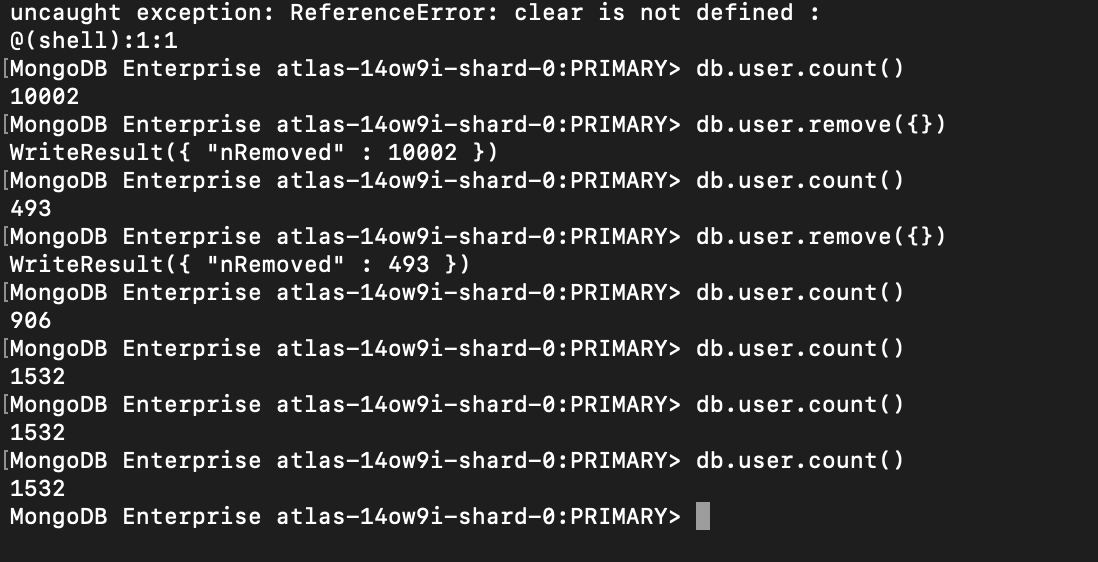 uncaught exception: ReferenceError: clear is not defined :
@(shell):1:1
[MongoDB Enterprise atlas-14ow9i-shard-0:PRIMARY> db.user.count()
10002
[MongoDB Enterprise atlas-14ow9i-shard-0:PRIMARY> db.user.remove({})
WriteResult({ "nRemoved" : 10002 })
[MongoDB Enterprise atlas-14ow9i-shard-0:PRIMARY> db.user.count()
493
[MongoDB Enterprise atlas-14ow9i-shard-0:PRIMARY> db.user.remove({})
WriteResult({ "nRemoved" : 493 })
[MongoDB Enterprise atlas-14ow9i-shard-0:PRIMARY> db.user.count()
906
[MongoDB Enterprise atlas-14ow9i-shard-0:PRIMARY> db.user.count()
1532
[MongoDB Enterprise atlas-14ow9i-shard-0:PRIMARY> db.user.count()
1532
[MongoDB Enterprise atlas-14ow9i-shard-0:PRIMARY> db.user.count()
1532
MongoDB Enterprise atlas-14ow9i-shard-0:PRIMARY>